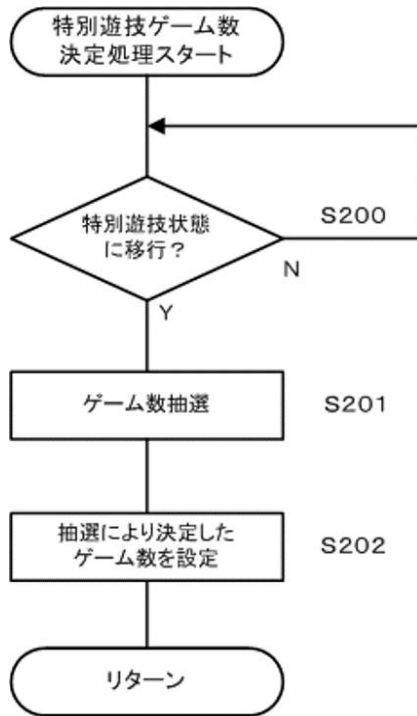 特別遊技ゲーム数
決定処理スタート
特別遊技状態
に移行？
S200
N
Y
ゲーム数抽選
S201
抽選により決定した
ゲーム数を設定
S202
リターン